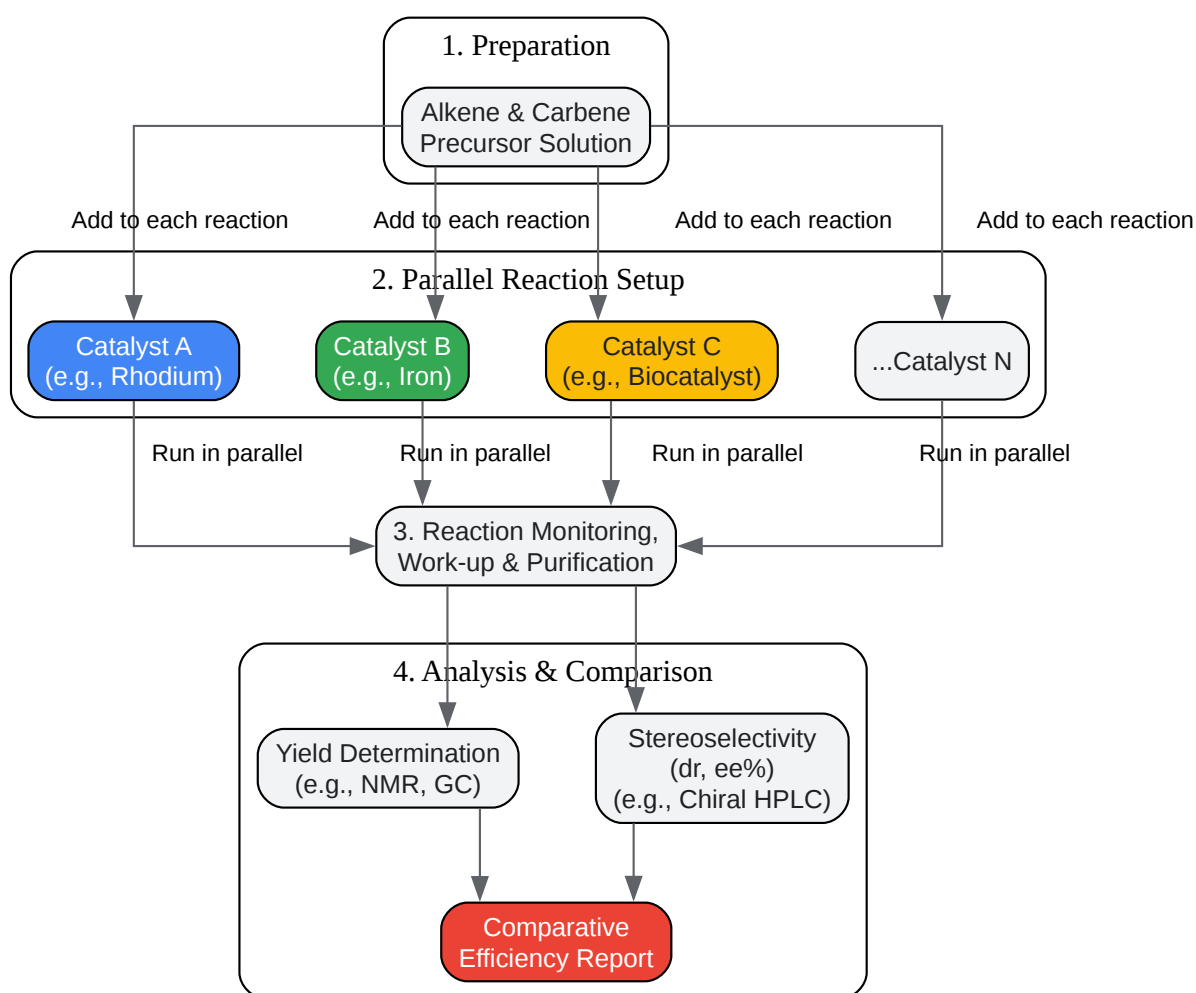 1. Preparation
Alkene & Carbene
Precursor Solution
Add to each reaction
Add to each reaction
Add to each reaction
Add to each reaction
2. Parallel Reaction Setup
Catalyst A
(e.g., Rhodium)
Catalyst B
(e.g., Iron)
Catalyst C
(e.g., Biocatalyst)
...Catalyst N
Run in parallel
Run in parallel
Run in parallel
Run in parallel
3. Reaction Monitoring,
Work-up & Purification
4. Analysis & Comparison
Yield Determination
(e.g., NMR, GC)
Stereoselectivity
(dr, ee%)
(e.g., Chiral HPLC)
Comparative
Efficiency Report